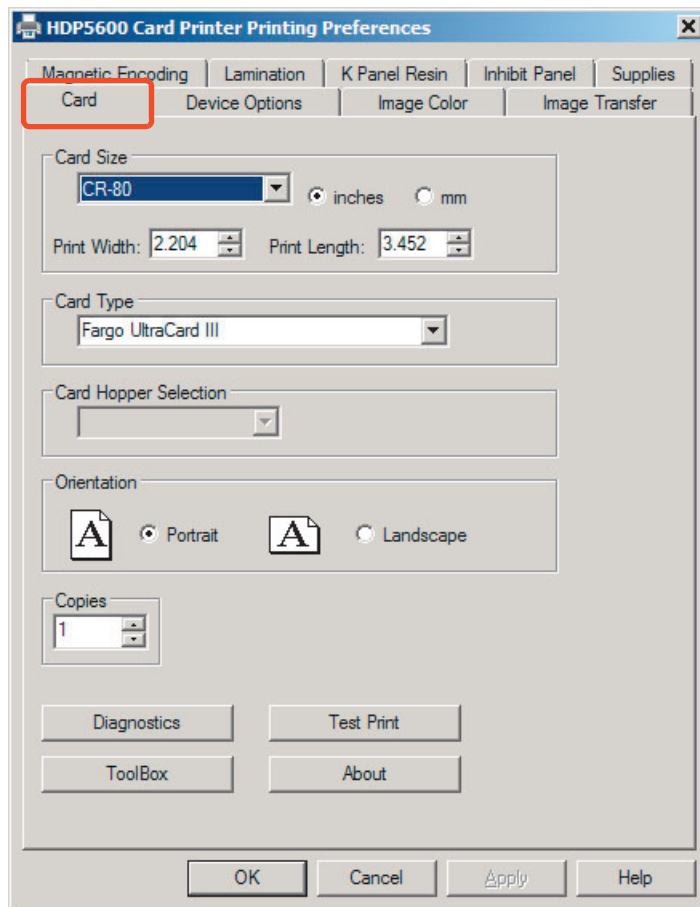 HDP5600 Card Printer Printing Preferences
Magnetic Encoding Lamination K Panel Resin Inhibit Panel Supplies
Card Device Options Image Color Image Transfer
Card Size
CR-80 inches mm
Print Width: 2.204 Print Length: 3.452
Card Type
Fargo UltraCard III
Card Hopper Selection
Orientation
A Portrait A Landscape
Copies
1
Diagnostics Test Print
ToolBox About
OK Cancel Apply Help